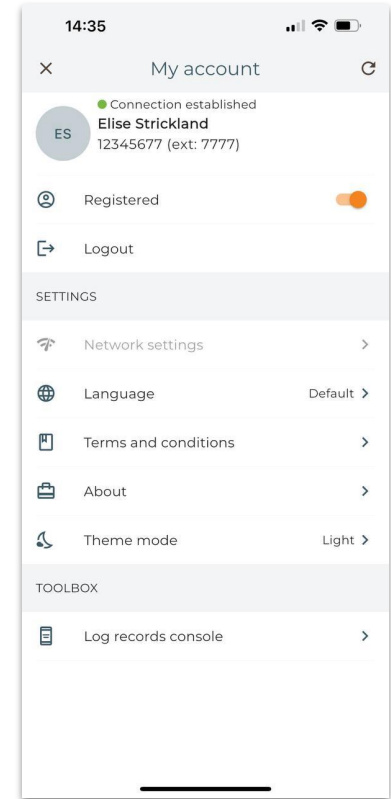 14:35
My account
Connection established
ES
Elise Strickland
12345677 (ext: 7777)
Registered
Logout
SETTINGS
Network settings
Language Default
Terms and conditions
About
Theme mode Light
TOOLBOX
Log records console